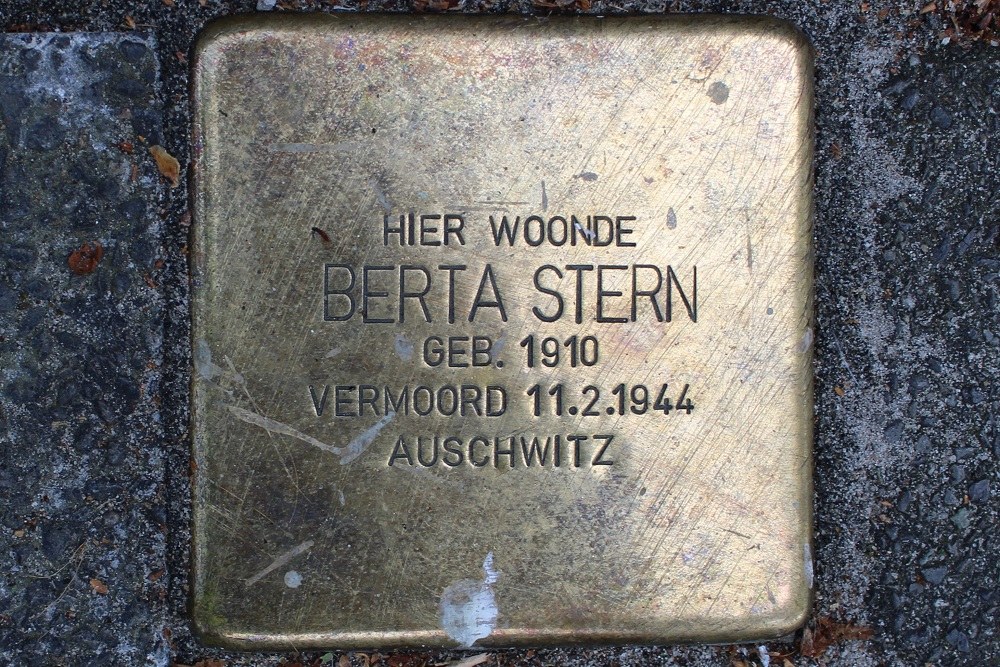 HIER WOONDE
BERTA STERN
GEB. 1910
VERMOORD 11.2.1944
AUSCHWITZ